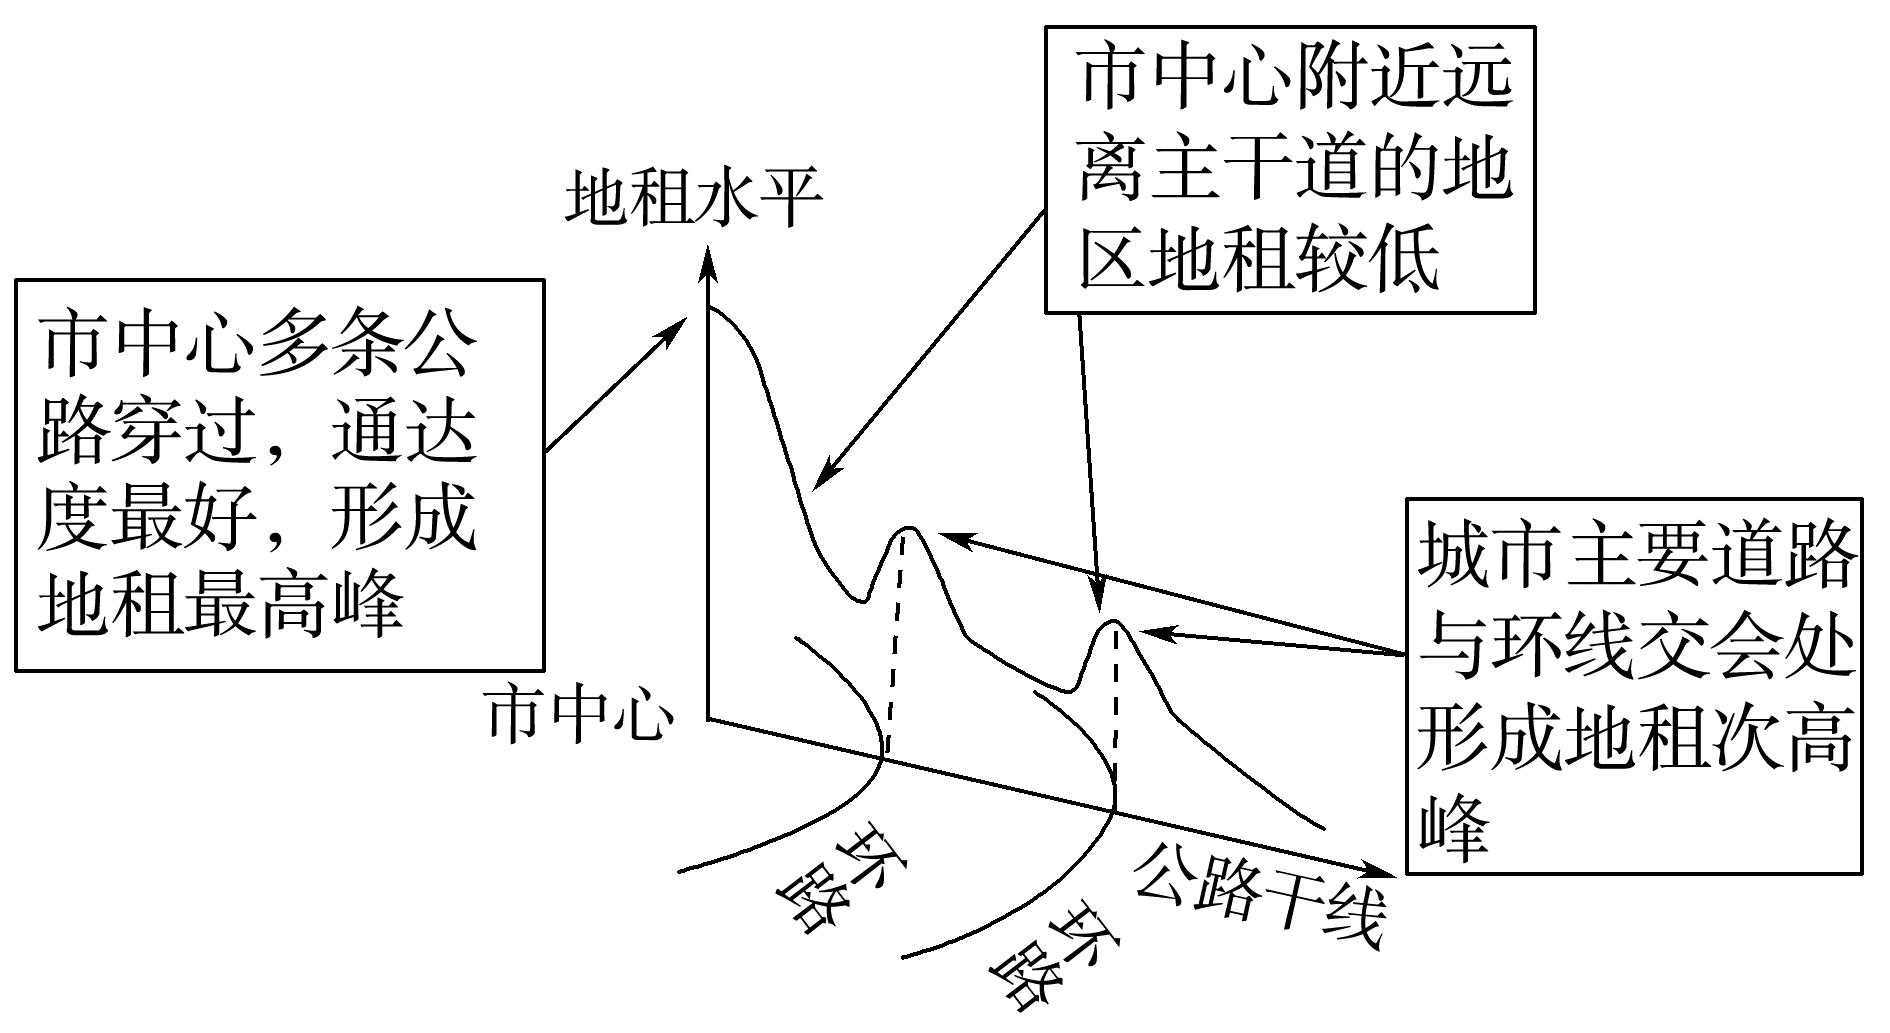 市中心附近远
离主干道的地
区地租较低
地租水平
市中心多条公
路穿过，通达
度最好，形成
地租最高峰
城市主要道路
与环线交会处
形成地租次高
峰
市中心
环路
环路
公路干线